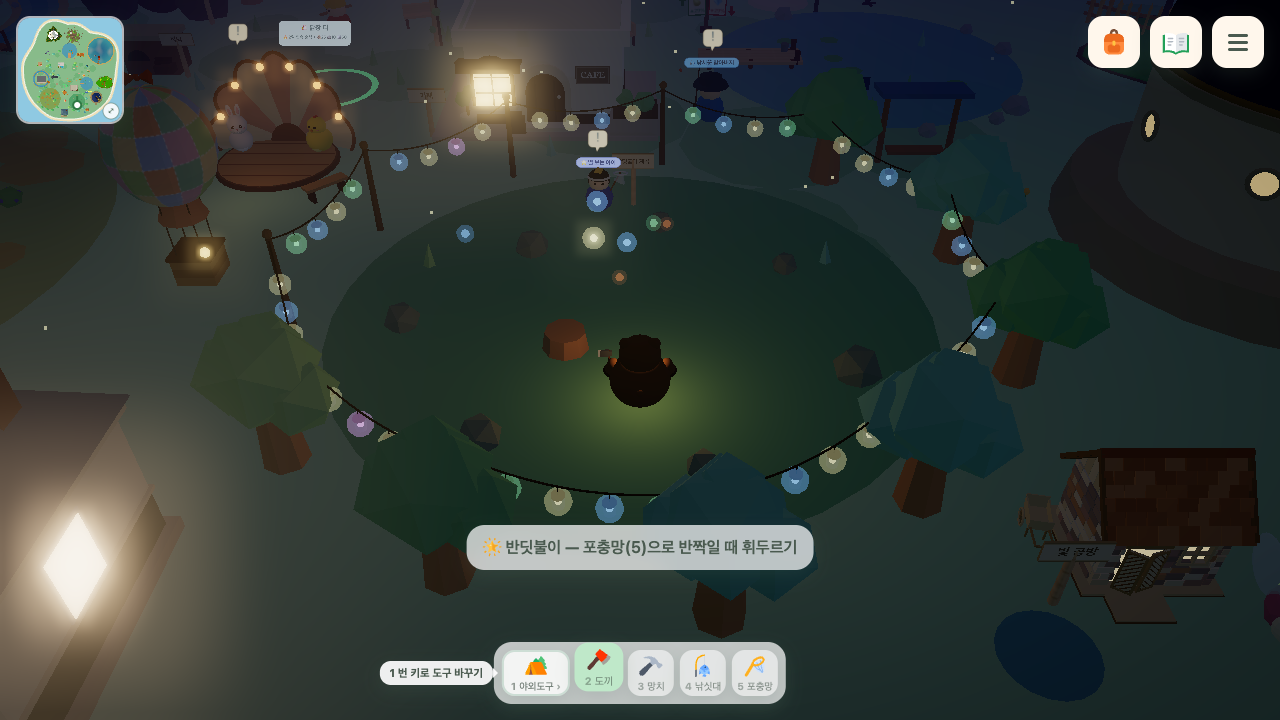 CAFE
빛 공방
☀️ 반딧불이 — 포충망(5)으로 반짝일 때 휘두르기
1 번 키로 도구 바꾸기
1 야외도구 ›
2 도끼
3 망치
4 낚싯대
5 포충망